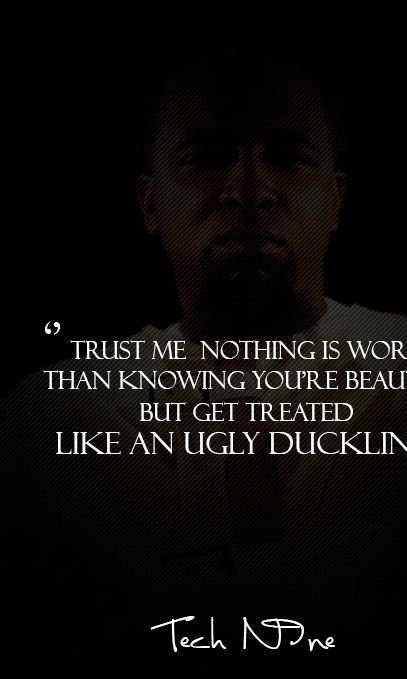 “ TRUST ME NOTHING IS WOR
THAN KNOWING YOU'RE BEAU
BUT GET TREATED
LIKE AN UGLY DUCKLIN
Tech N9ne